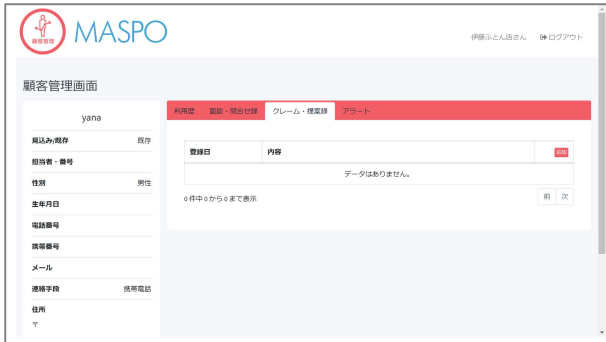 顧客管理
MASPO
伊藤ふとん店さん ログアウト
顧客管理画面
yana
見込み/既存 既存
担当者・番号
性別 男性
生年月日
電話番号
携帯番号
メール
連絡手段 携帯電話
住所
〒
利用歴 面談・問合せ録 クレーム・提案録 アラート
登録日 内容 追加
データはありません。
0 件中 0 から 0 まで表示
前 次